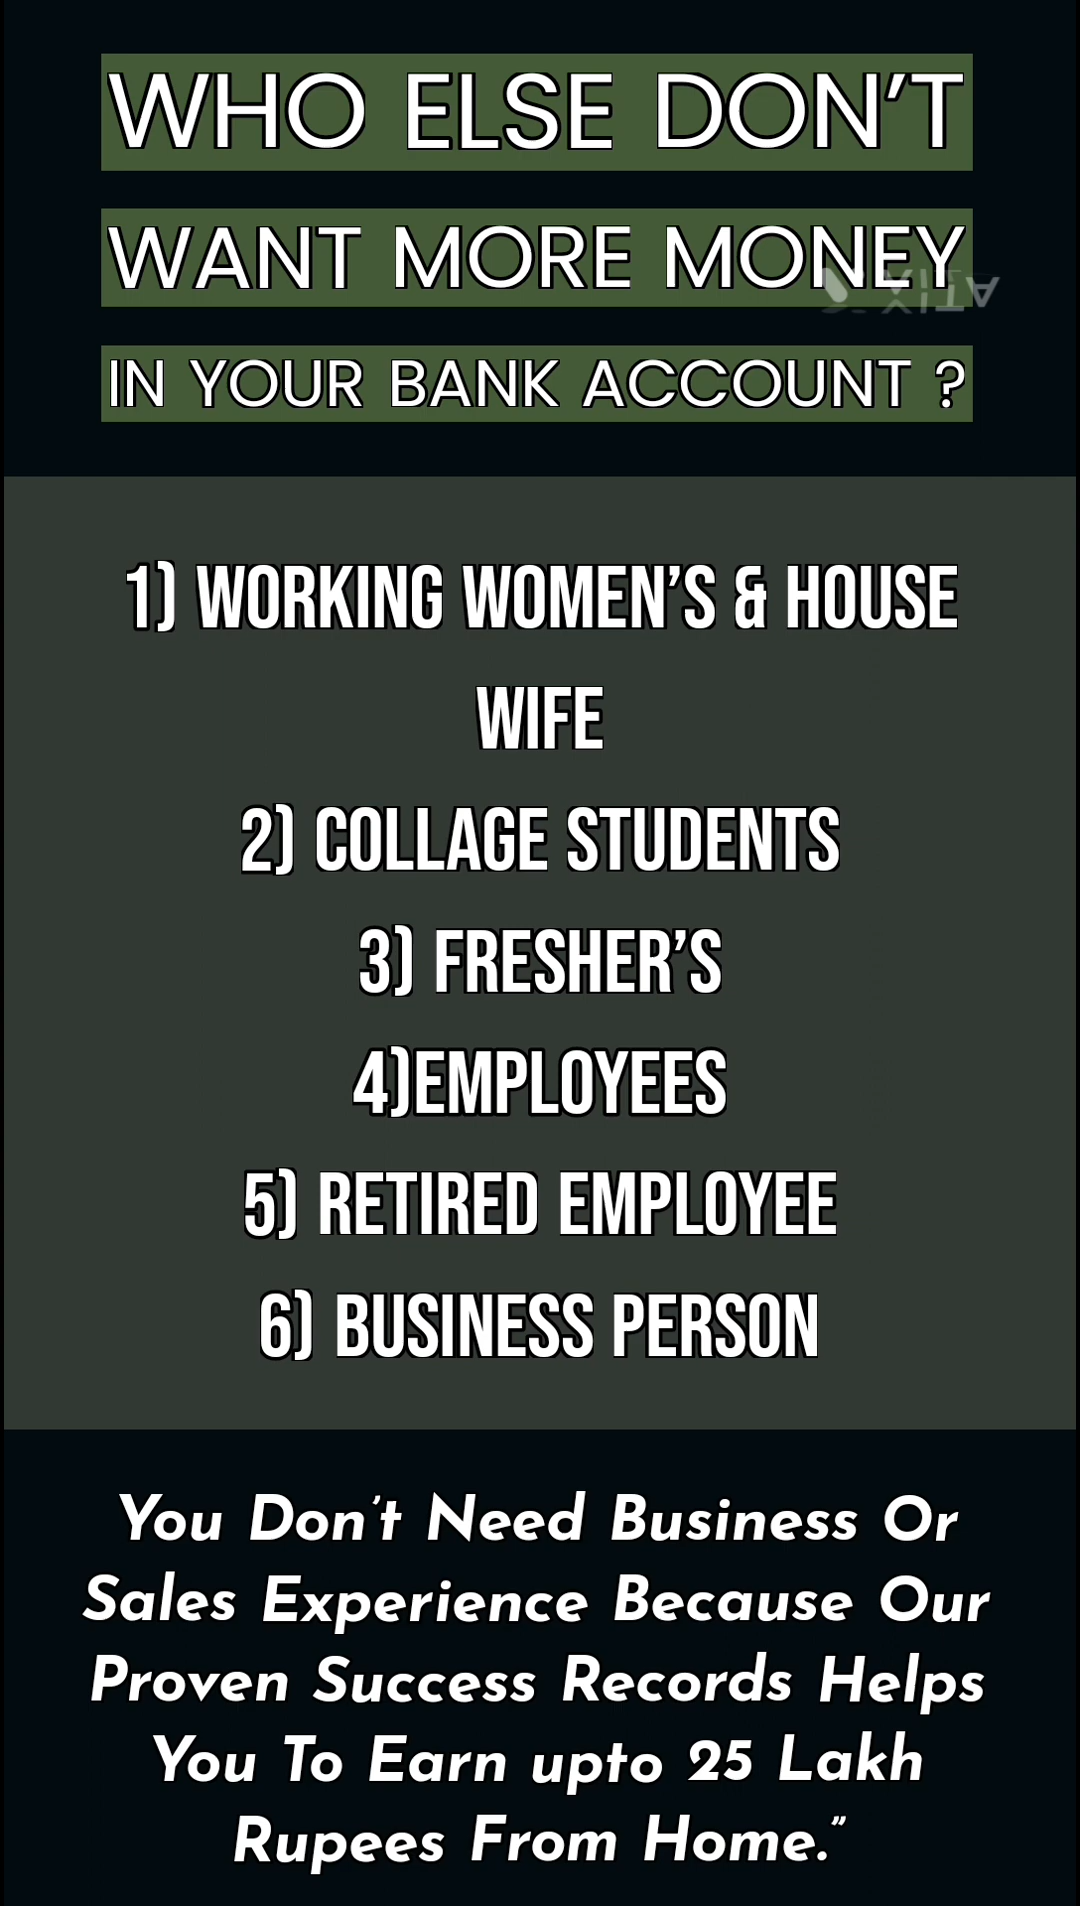 WHO ELSE DON’T
WANT MORE MONEY
VITA
IN YOUR BANK ACCOUNT ?
1) WORKING WOMEN’S & HOUSE
WIFE
2) COLLAGE STUDENTS
3) FRESHER’S
4)EMPLOYEES
5) RETIRED EMPLOYEE
6) BUSINESS PERSON
You Don’t Need Business Or
Sales Experience Because Our
Proven Success Records Helps
You To Earn upto 25 Lakh
Rupees From Home.”